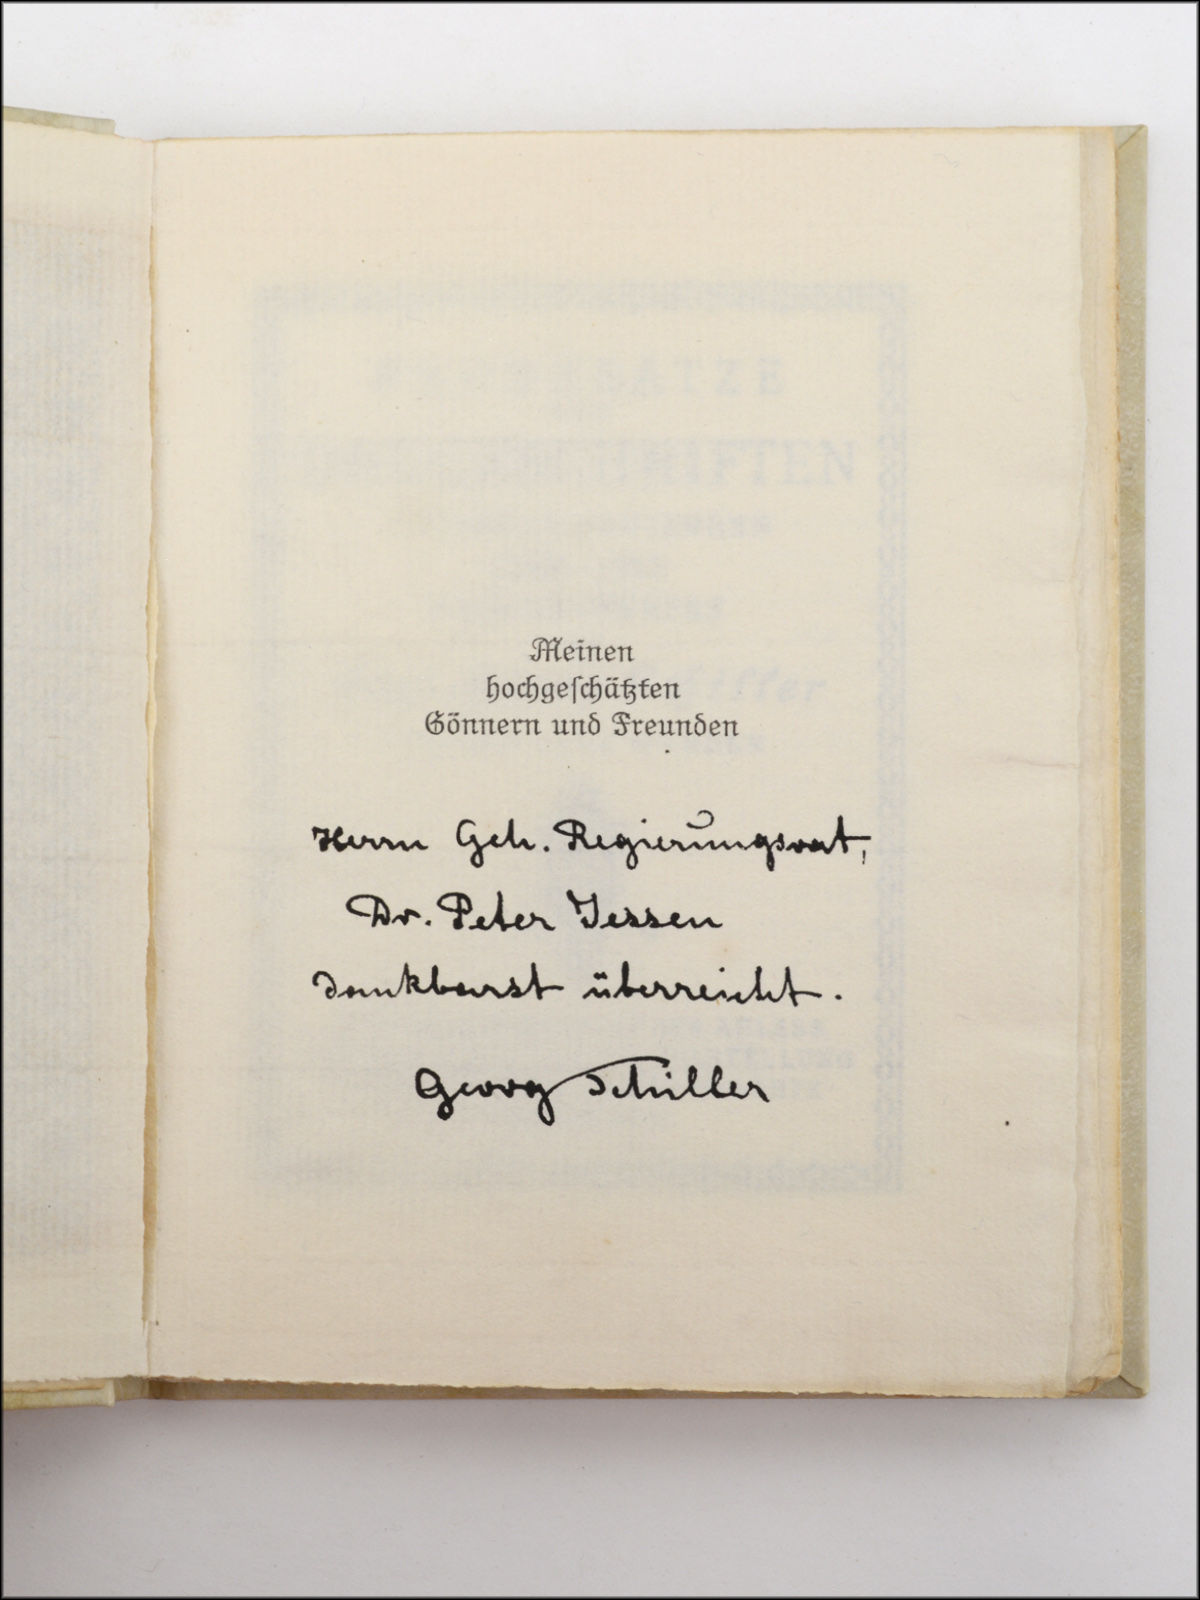 Meinen
hochgeſchätzten
Gönnern und Freunden
Herrn Geh. Regierungsrat,
Dr. Peter Jessen
dankbarst überreicht.
Georg Schiller